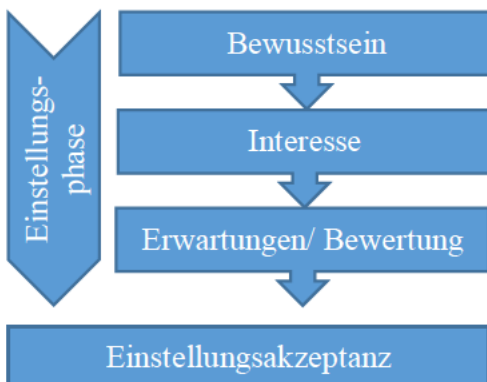 Einstellungs-
phase
Bewusstsein
Interesse
Erwartungen/ Bewertung
Einstellungsakzeptanz